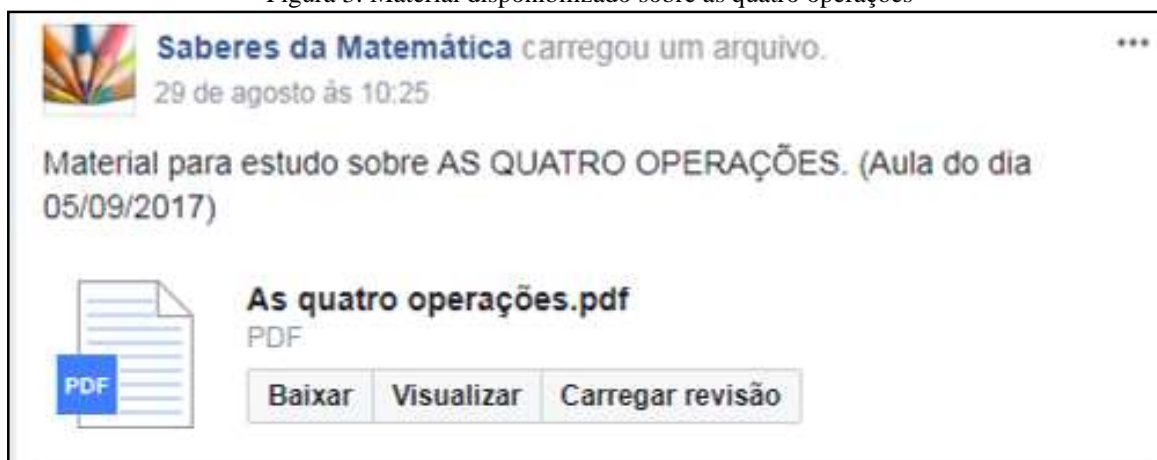 Saberes da Matemática carregou um arquivo.
29 de agosto às 10:25
Material para estudo sobre AS QUATRO OPERAÇÕES. (Aula do dia
05/09/2017)
As quatro operações.pdf
PDF
PDF
Baixar Visualizar Carregar revisão